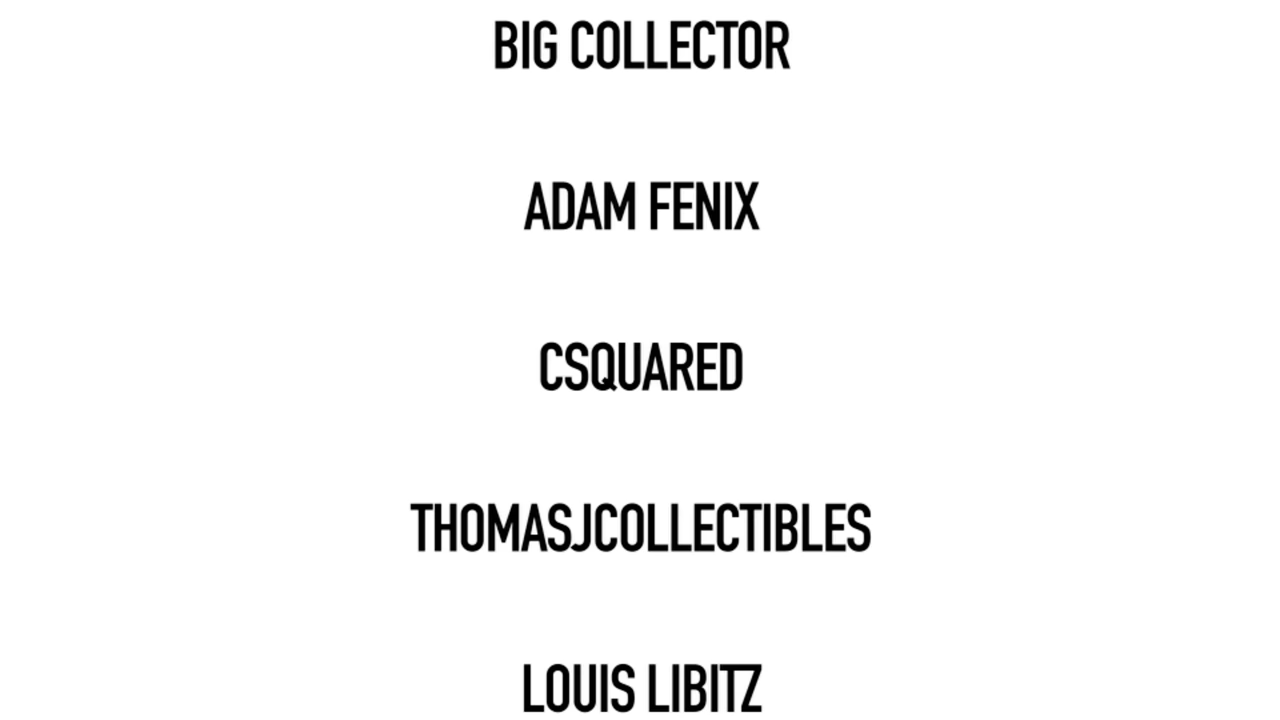 BIG COLLECTOR
ADAM FENIX
CSQUARED
THOMASJCOLLECTIBLES
LOUIS LIBITZ